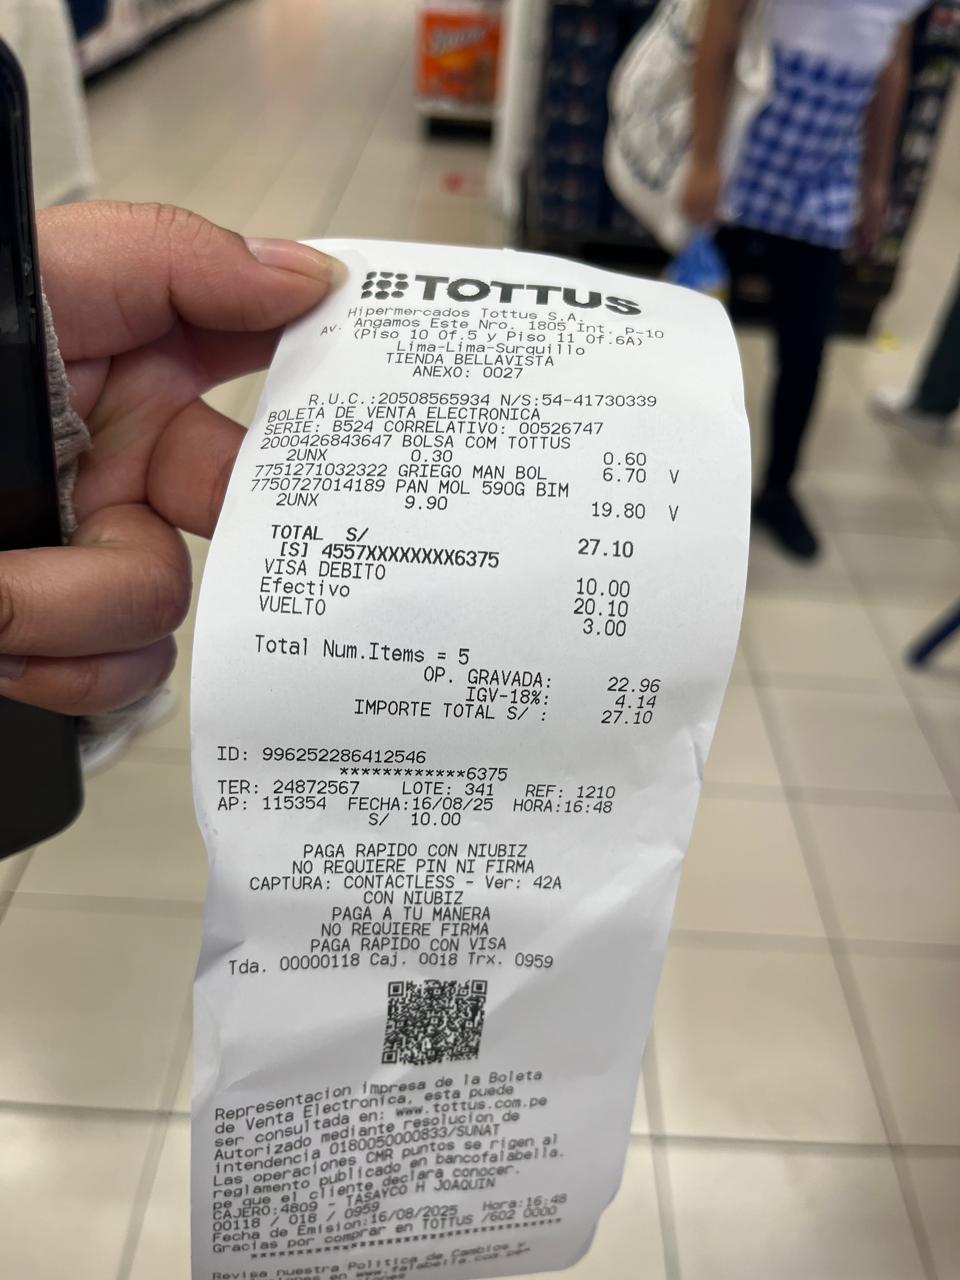 TOTTUS
Hipermercados Tottus S.A.
Av. Angamos Este Nro. 1805 Int. P-10
(Piso 10 Of.5 y Piso 11 Of.6A)
Lima-Lima-Surquillo
TIENDA BELLAVISTA
ANEXO: 0027
R.U.C.:20508565934 N/S:54-41730339
BOLETA DE VENTA ELECTRONICA
SERIE: B524 CORRELATIVO: 00526747
2000426843647 BOLSA COM TOTTUS
2UNX 0.30 0.60
7751271032322 GRIEGO MAN BOL 6.70 V
7750727014189 PAN MOL 590G BIM
2UNX 9.90 19.80 V
TOTAL S/ 27.10
[S] 4557XXXXXXXX6375
VISA DEBITO 10.00
Efectivo 20.10
VUELTO 3.00
Total Num.Items = 5
OP. GRAVADA: 22.96
IGV-18%: 4.14
IMPORTE TOTAL S/ : 27.10
ID: 996252286412546
************6375
TER: 24872567 LOTE: 341 REF: 1210
AP: 115354 FECHA:16/08/25 HORA:16:48
S/ 10.00
PAGA RAPIDO CON NIUBIZ
NO REQUIERE PIN NI FIRMA
CAPTURA: CONTACTLESS - Ver: 42A
CON NIUBIZ
PAGA A TU MANERA
NO REQUIERE FIRMA
PAGA RAPIDO CON VISA
Tda. 00000118 Caj. 0018 Trx. 0959
Representacion impresa de la Boleta
de Venta Electronica, esta puede
ser consultada en: www.tottus.com.pe
Autorizado mediante resolucion de
intendencia 0180050000833/SUNAT
Las operaciones CMR puntos se rigen al
reglamento publicado en bancofalabella.
pe que el cliente declara conocer.
CAJERO:4809 - TASAYCO H JOAQUIN
00118 / 018 / 0959
Fecha de Emision:16/08/2025 Hora:16:48
Gracias por comprar en TOTTUS /602 0000
Revisa nuestra Politica de Cambios y
en www.falabella.com.pe-